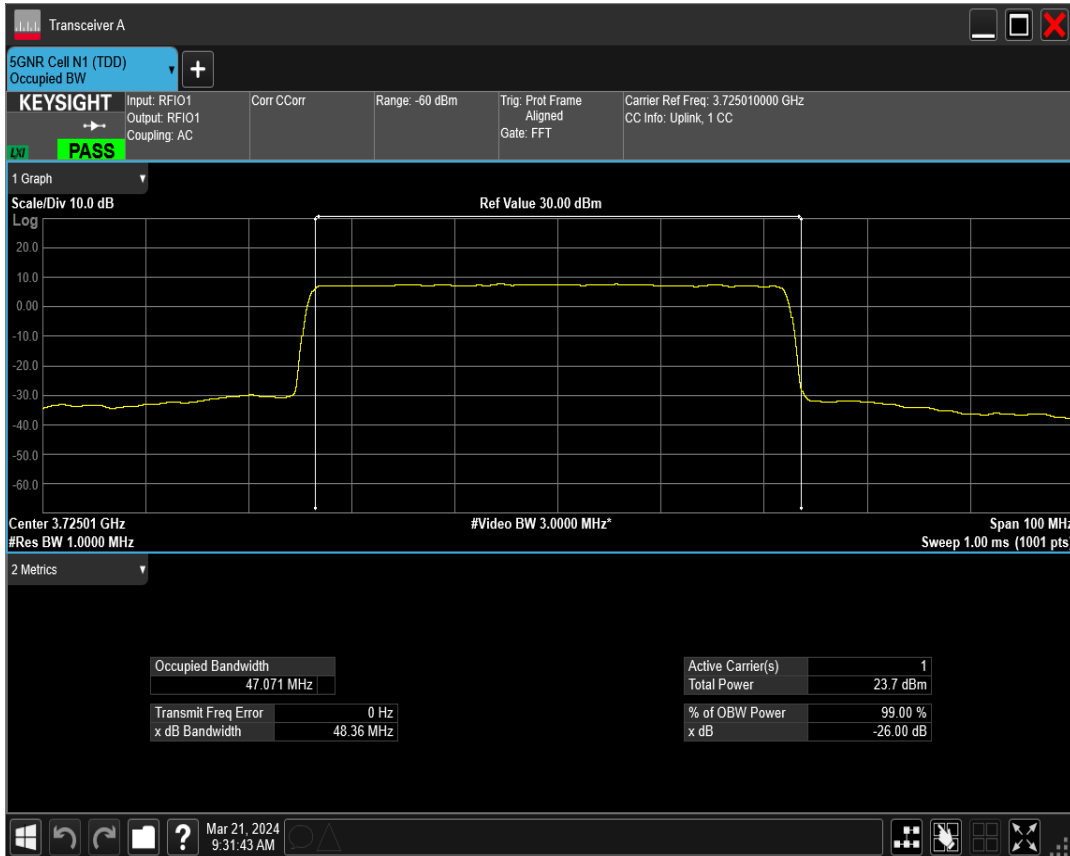 Transceiver A
5GNR Cell N1 (TDD)
Occupied BW
+
KEYSIGHT
LXI
PASS
Input: RFIO1
Output: RFIO1
Coupling: AC
Corr CCorr
Range: -60 dBm
Trig: Prot Frame
Aligned
Gate: FFT
Carrier Ref Freq: 3.725010000 GHz
CC Info: Uplink, 1 CC
1 Graph
Scale/Div 10.0 dB
Ref Value 30.00 dBm
Log
20.0
10.0
0.00
-10.0
-20.0
-30.0
-40.0
-50.0
-60.0
Center 3.72501 GHz
#Video BW 3.0000 MHz*
Span 100 MHz
#Res BW 1.0000 MHz
Sweep 1.00 ms (1001 pts)
2 Metrics
Occupied Bandwidth
47.071 MHz
Transmit Freq Error 0 Hz
x dB Bandwidth 48.36 MHz
Active Carrier(s) 1
Total Power 23.7 dBm
% of OBW Power 99.00 %
x dB -26.00 dB
?
Mar 21, 2024
9:31:43 AM